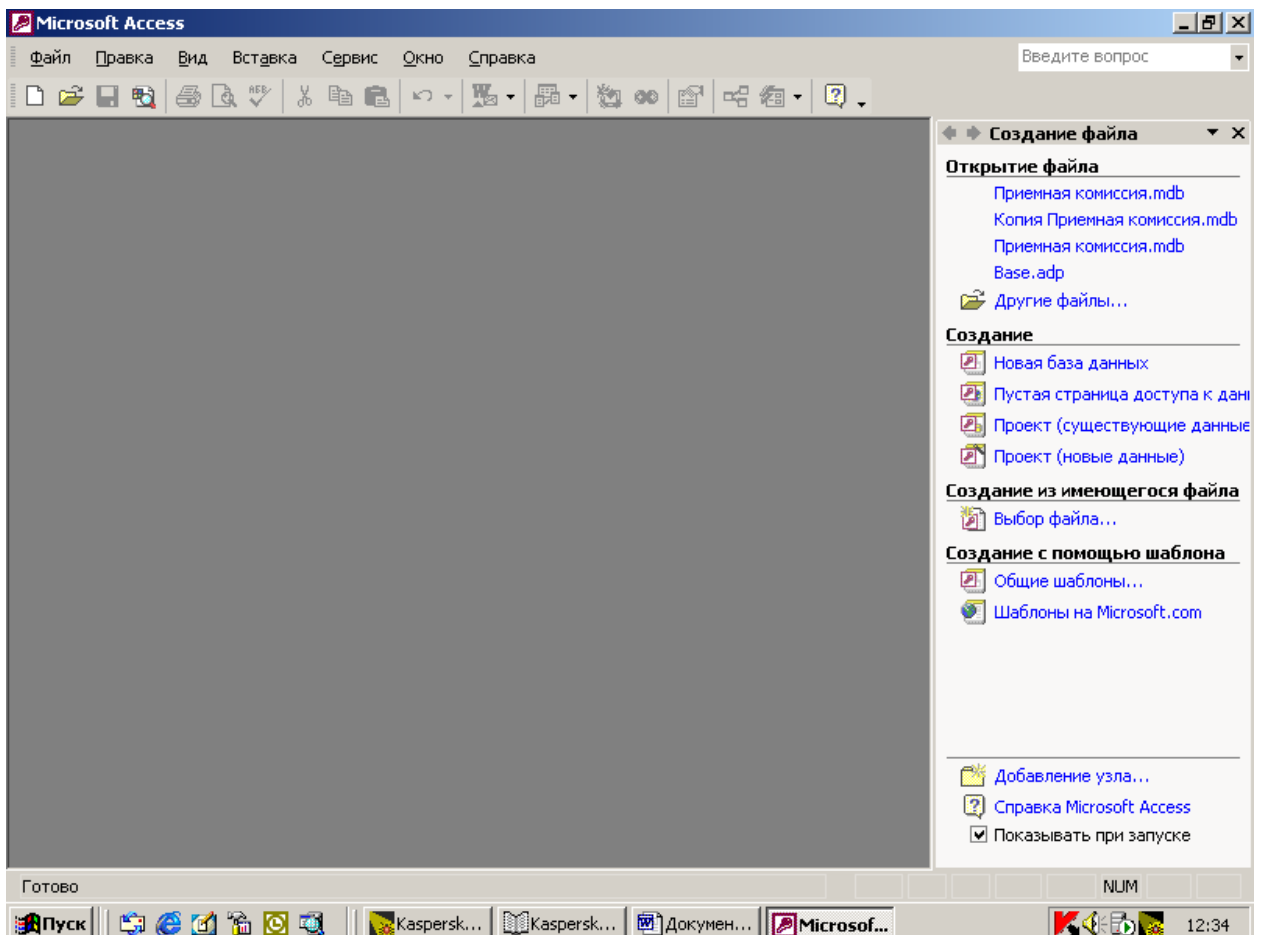 Microsoft Access
Файл Правка Вид Вставка Сервис Окно Справка
Введите вопрос
Создание файла
Открытие файла
Приемная комиссия.mdb
Копия Приемная комиссия.mdb
Приемная комиссия.mdb
Base.adp
Другие файлы...
Создание
Новая база данных
Пустая страница доступа к дан
Проект (существующие данные
Проект (новые данные)
Создание из имеющегося файла
Выбор файла...
Создание с помощью шаблона
Общие шаблоны...
Шаблоны на Microsoft.com
Добавление узла...
Справка Microsoft Access
Показывать при запуске
Готово
NUM
Пуск Kaspersk... Kaspersk... Докумен... Microsof... 12:34